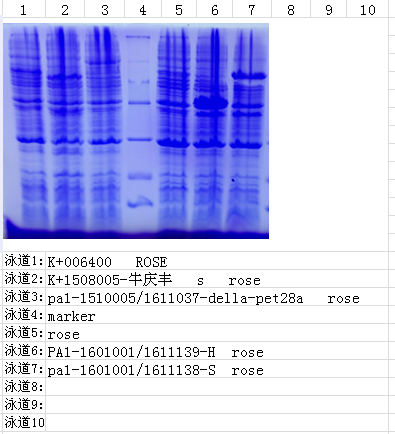 1 2 3 4 5 6 7 8 9 10
泳道1: K+006400 ROSE
泳道2: K+1508005-牛庆丰 s rose
泳道3: pa1-1510005/1611037-della-pet28a rose
泳道4: marker
泳道5: rose
泳道6: PA1-1601001/1611139-H rose
泳道7: pa1-1601001/1611138-S rose
泳道8:
泳道9:
泳道10